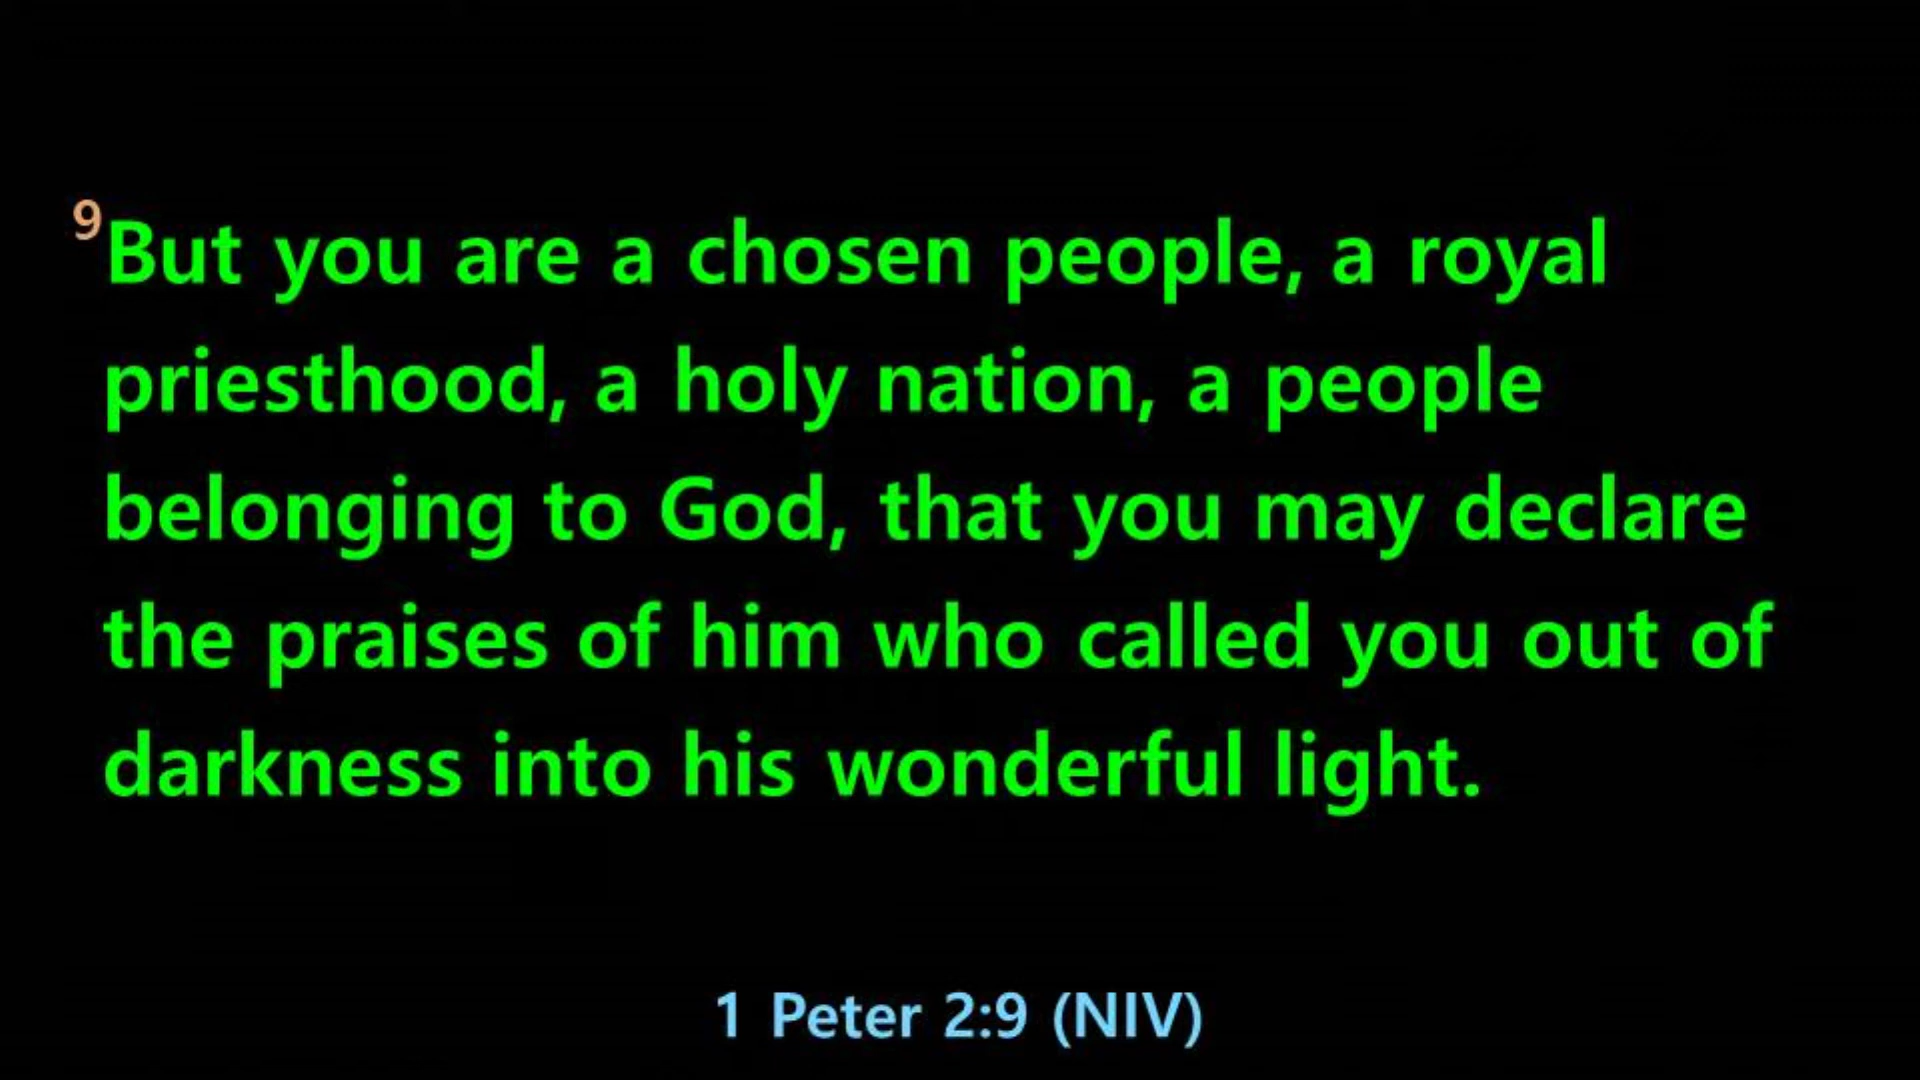 9But you are a chosen people, a royal
priesthood, a holy nation, a people
belonging to God, that you may declare
the praises of him who called you out of
darkness into his wonderful light.
1 Peter 2:9 (NIV)